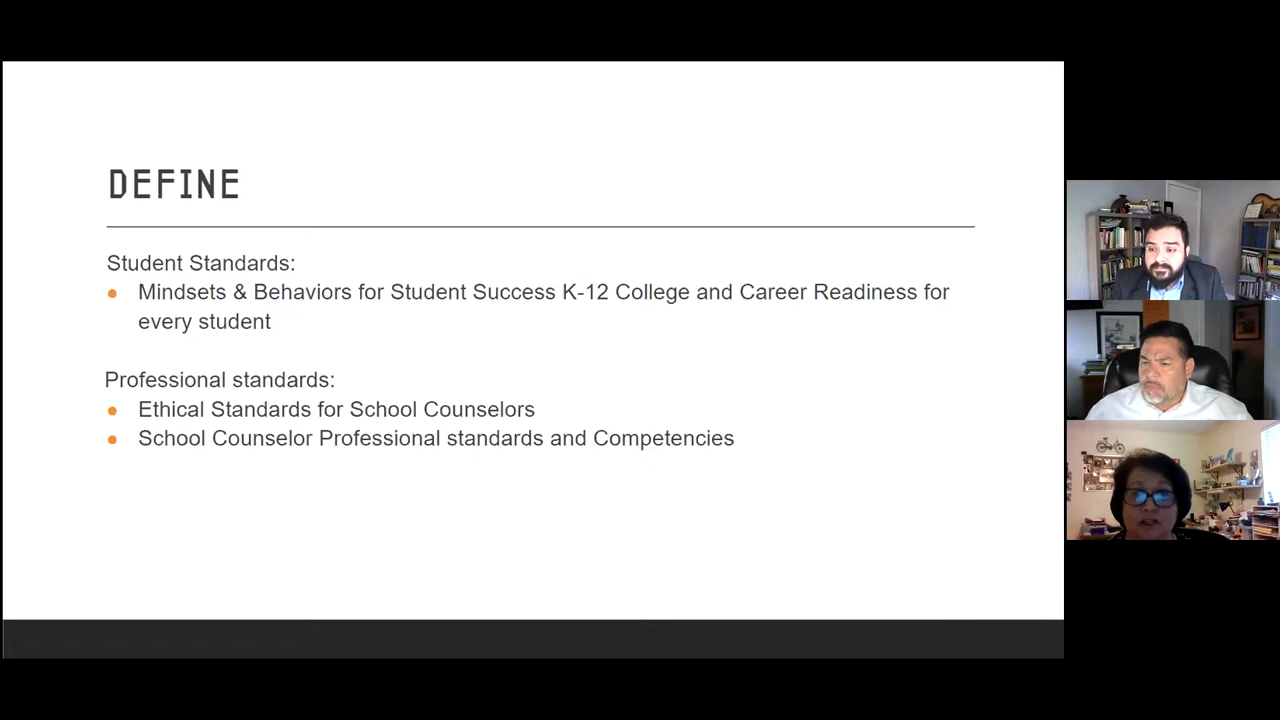 DEFINE
Student Standards:
Mindsets & Behaviors for Student Success K-12 College and Career Readiness for
every student
Professional standards:
Ethical Standards for School Counselors
School Counselor Professional standards and Competencies